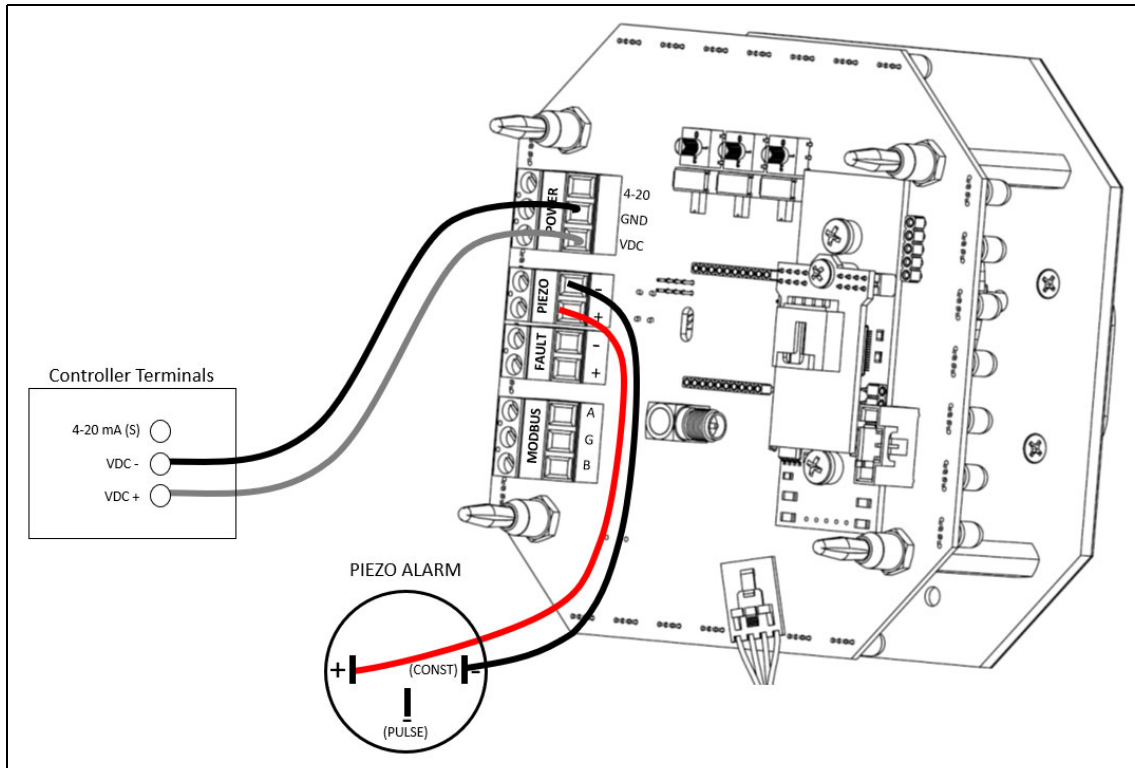 4-20
GND
VDC
POWER
PIEZO
-
+
FAULT
-
+
MODBUS
A
G
B
Controller Terminals
4-20 mA (S)
VDC -
VDC +
PIEZO ALARM
+
(CONST)
-
-
(PULSE)